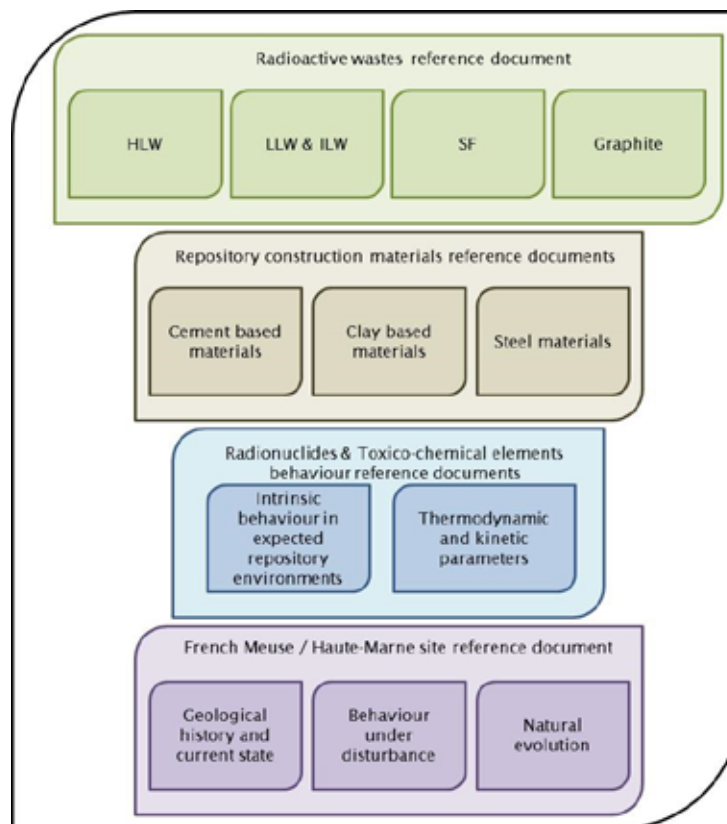 Radioactive wastes reference document
HLW
LLW & ILW
SF
Graphite
Repository construction materials reference documents
Cement based
materials
Clay based
materials
Steel materials
Radionuclides & Toxico-chemical elements
behaviour reference documents
Intrinsic
behaviour in
expected
repository
environments
Thermodynamic
and kinetic
parameters
French Meuse / Haute-Marne site reference document
Geological
history and
current state
Behaviour
under
disturbance
Natural
evolution